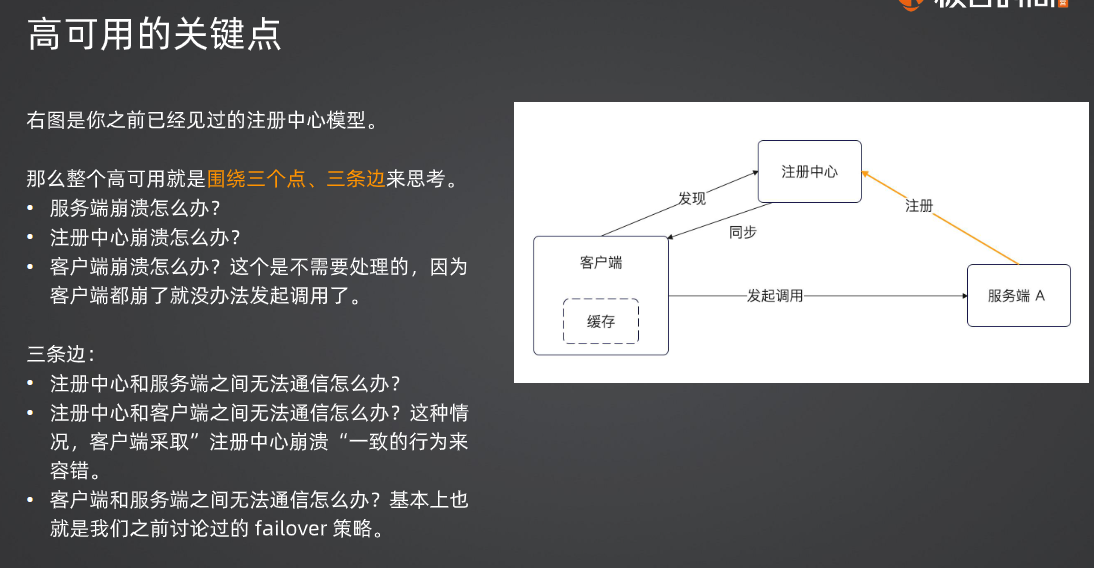 高可用的关键点
右图是你之前已经见过的注册中心模型。
那么整个高可用就是围绕三个点、三条边来思考。
• 服务端崩溃怎么办？
• 注册中心崩溃怎么办？
• 客户端崩溃怎么办？这个是不需要处理的，因为
客户端都崩了就没办法发起调用了。
三条边：
• 注册中心和服务端之间无法通信怎么办？
• 注册中心和客户端之间无法通信怎么办？这种情
况，客户端采取”注册中心崩溃“一致的行为来
容错。
• 客户端和服务端之间无法通信怎么办？基本上也
就是我们之前讨论过的 failover 策略。
注册中心
发现
注册
同步
客户端
缓存
发起调用
服务端 A